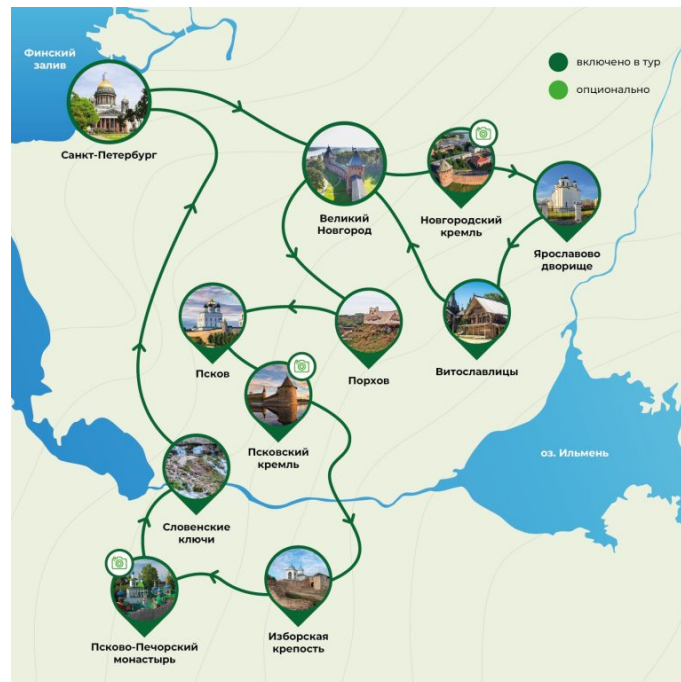 Финский
залив
включено в тур
опционально
Санкт-Петербург
Великий
Новгород
Новгородский
кремль
Ярославово
дворище
Псков
Порхов
Витославлицы
Псковский
кремль
оз. Ильмень
Словенские
ключи
Псково-Печорский
монастырь
Изборская
крепость